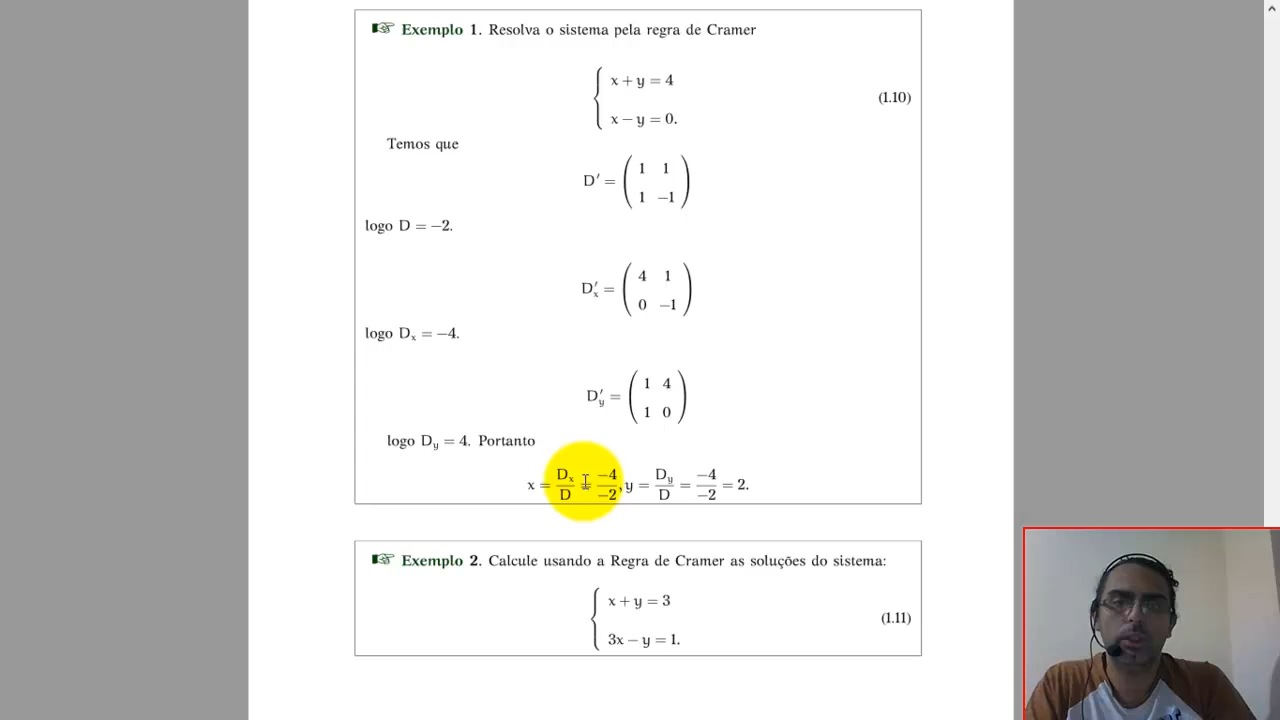 ☞ Exemplo 1. Resolva o sistema pela regra de Cramer
x + y = 4
x − y = 0.
(1.10)
Temos que
D′ = ( 1 1
1 −1 )
logo D = −2.
D′ₓ = ( 4 1
0 −1 )
logo Dₓ = −4.
D′y = ( 1 4
1 0 )
logo Dy = 4. Portanto
x = Dₓ/D = −4/−2, y = Dy/D = −4/−2 = 2.
☞ Exemplo 2. Calcule usando a Regra de Cramer as soluções do sistema:
x + y = 3
3x − y = 1.
(1.11)